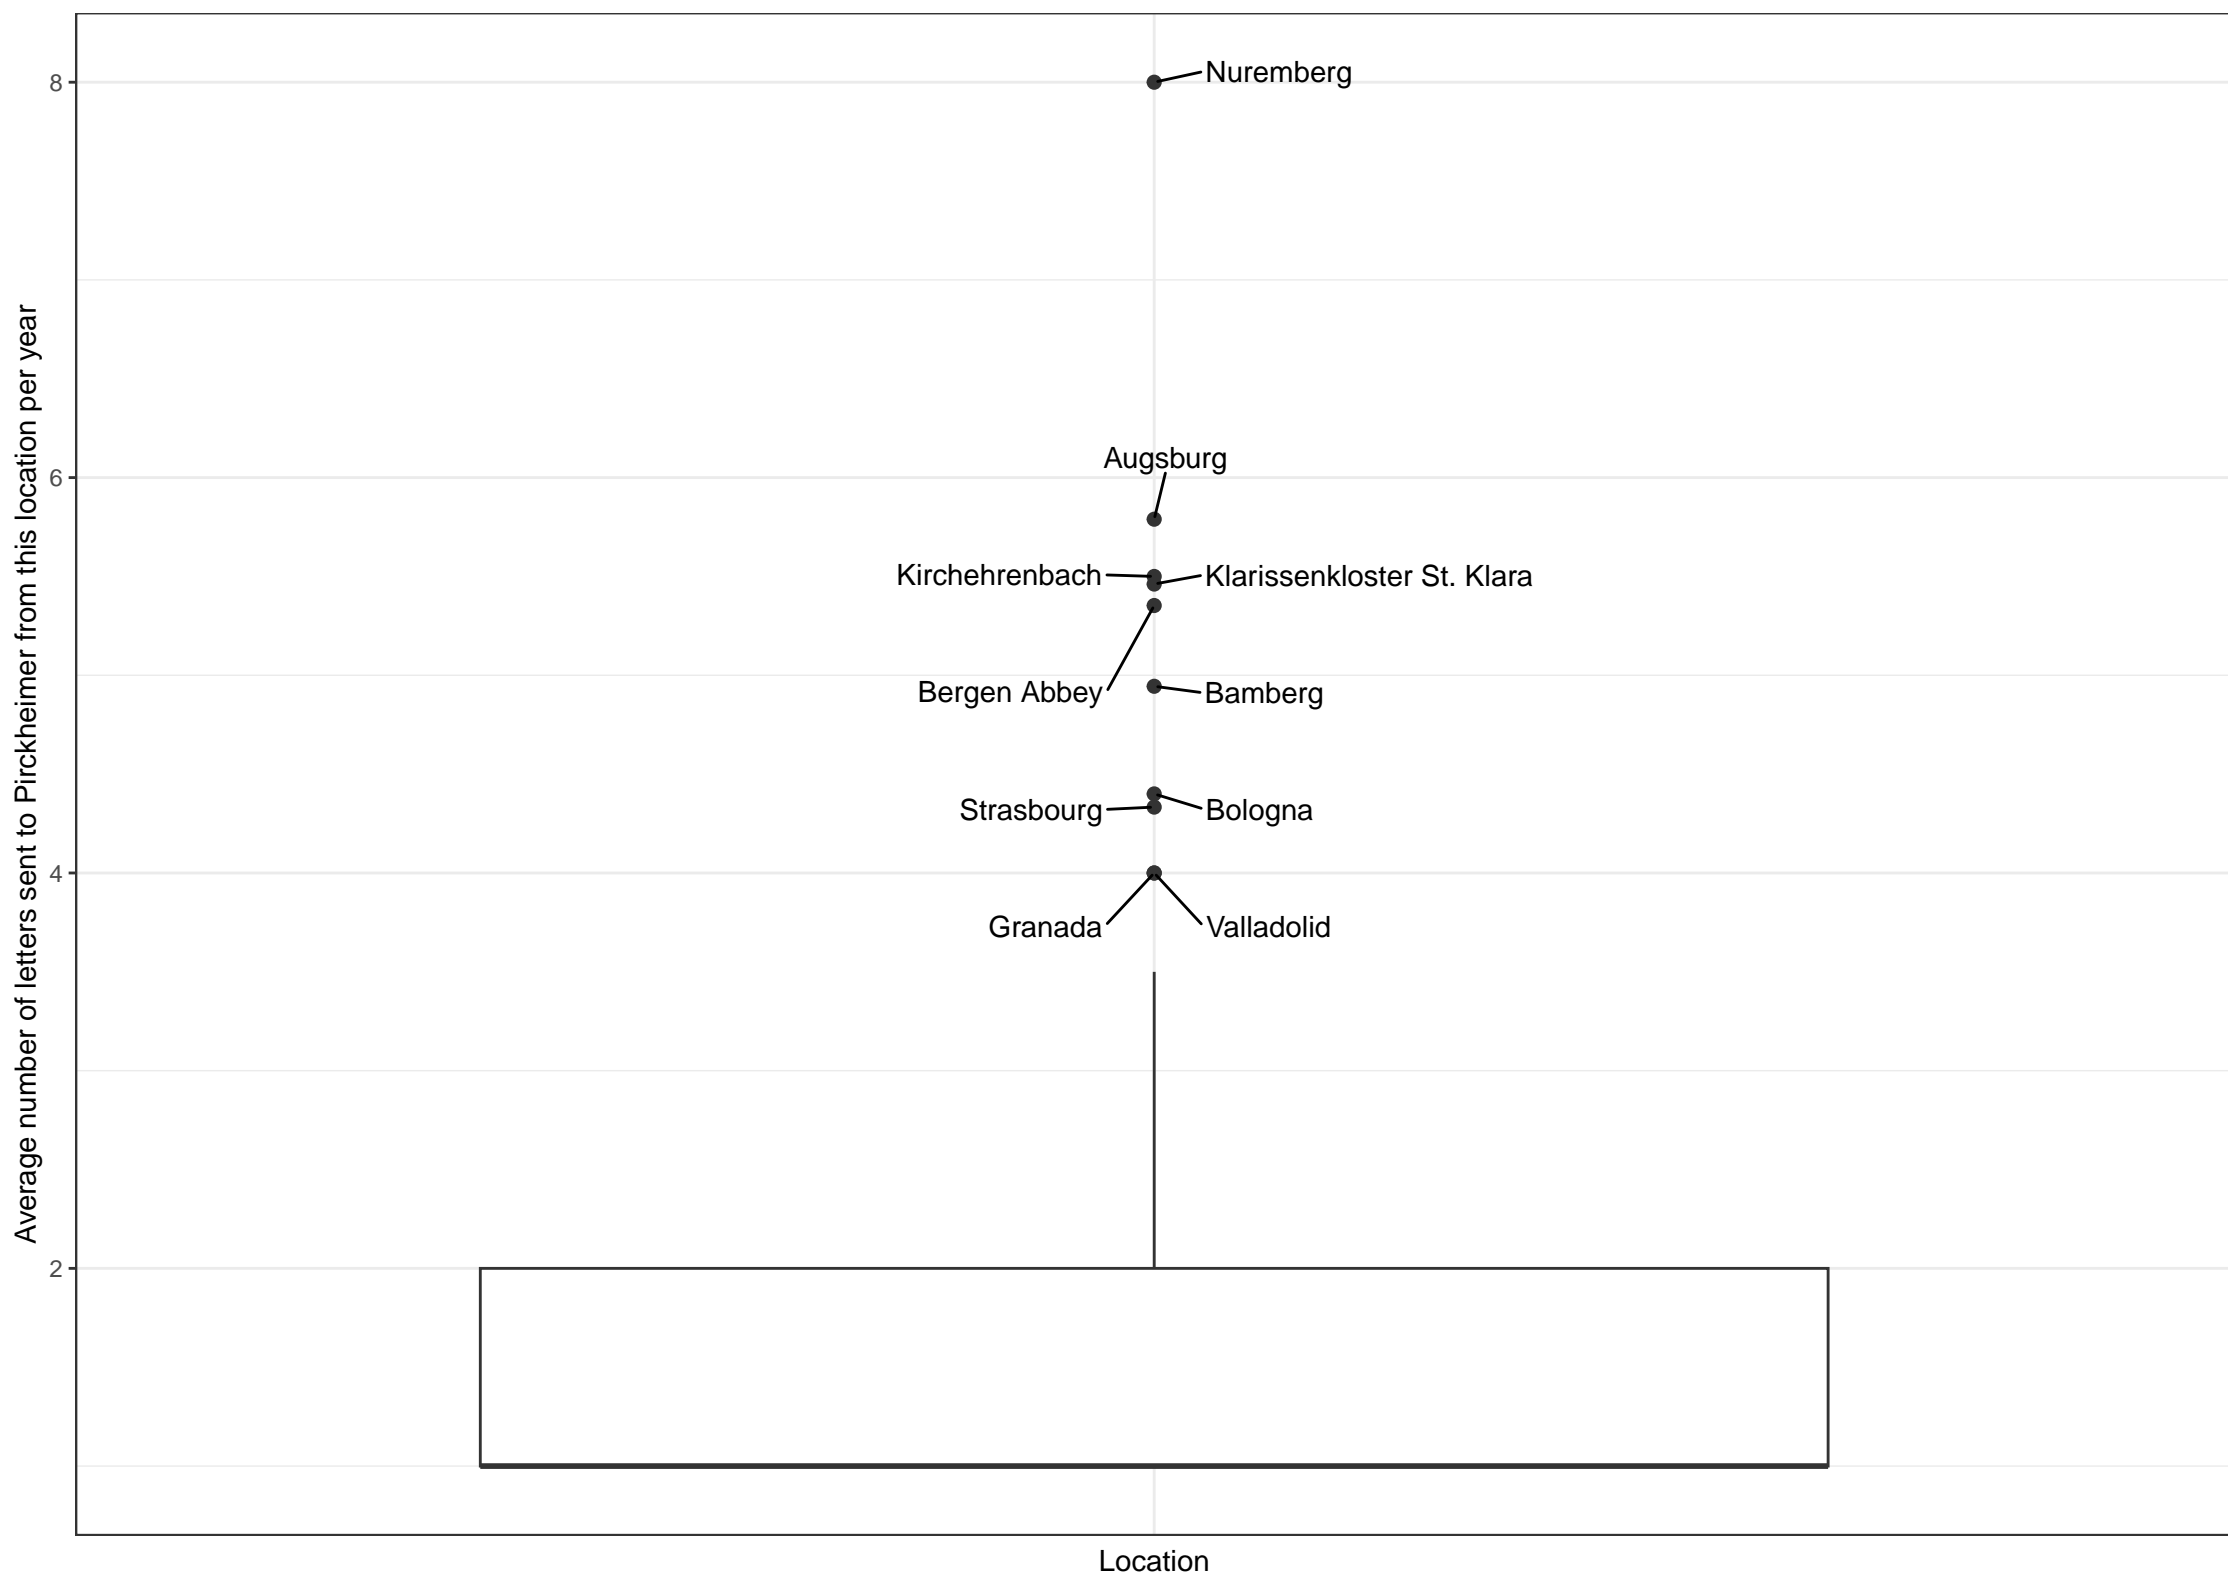 Average number of letters sent to Pirckheimer from this location per year
8
6
4
2
Nuremberg
Augsburg
Kirchehrenbach
Klarissenkloster St. Klara
Bergen Abbey
Bamberg
Strasbourg
Bologna
Granada
Valladolid
Location